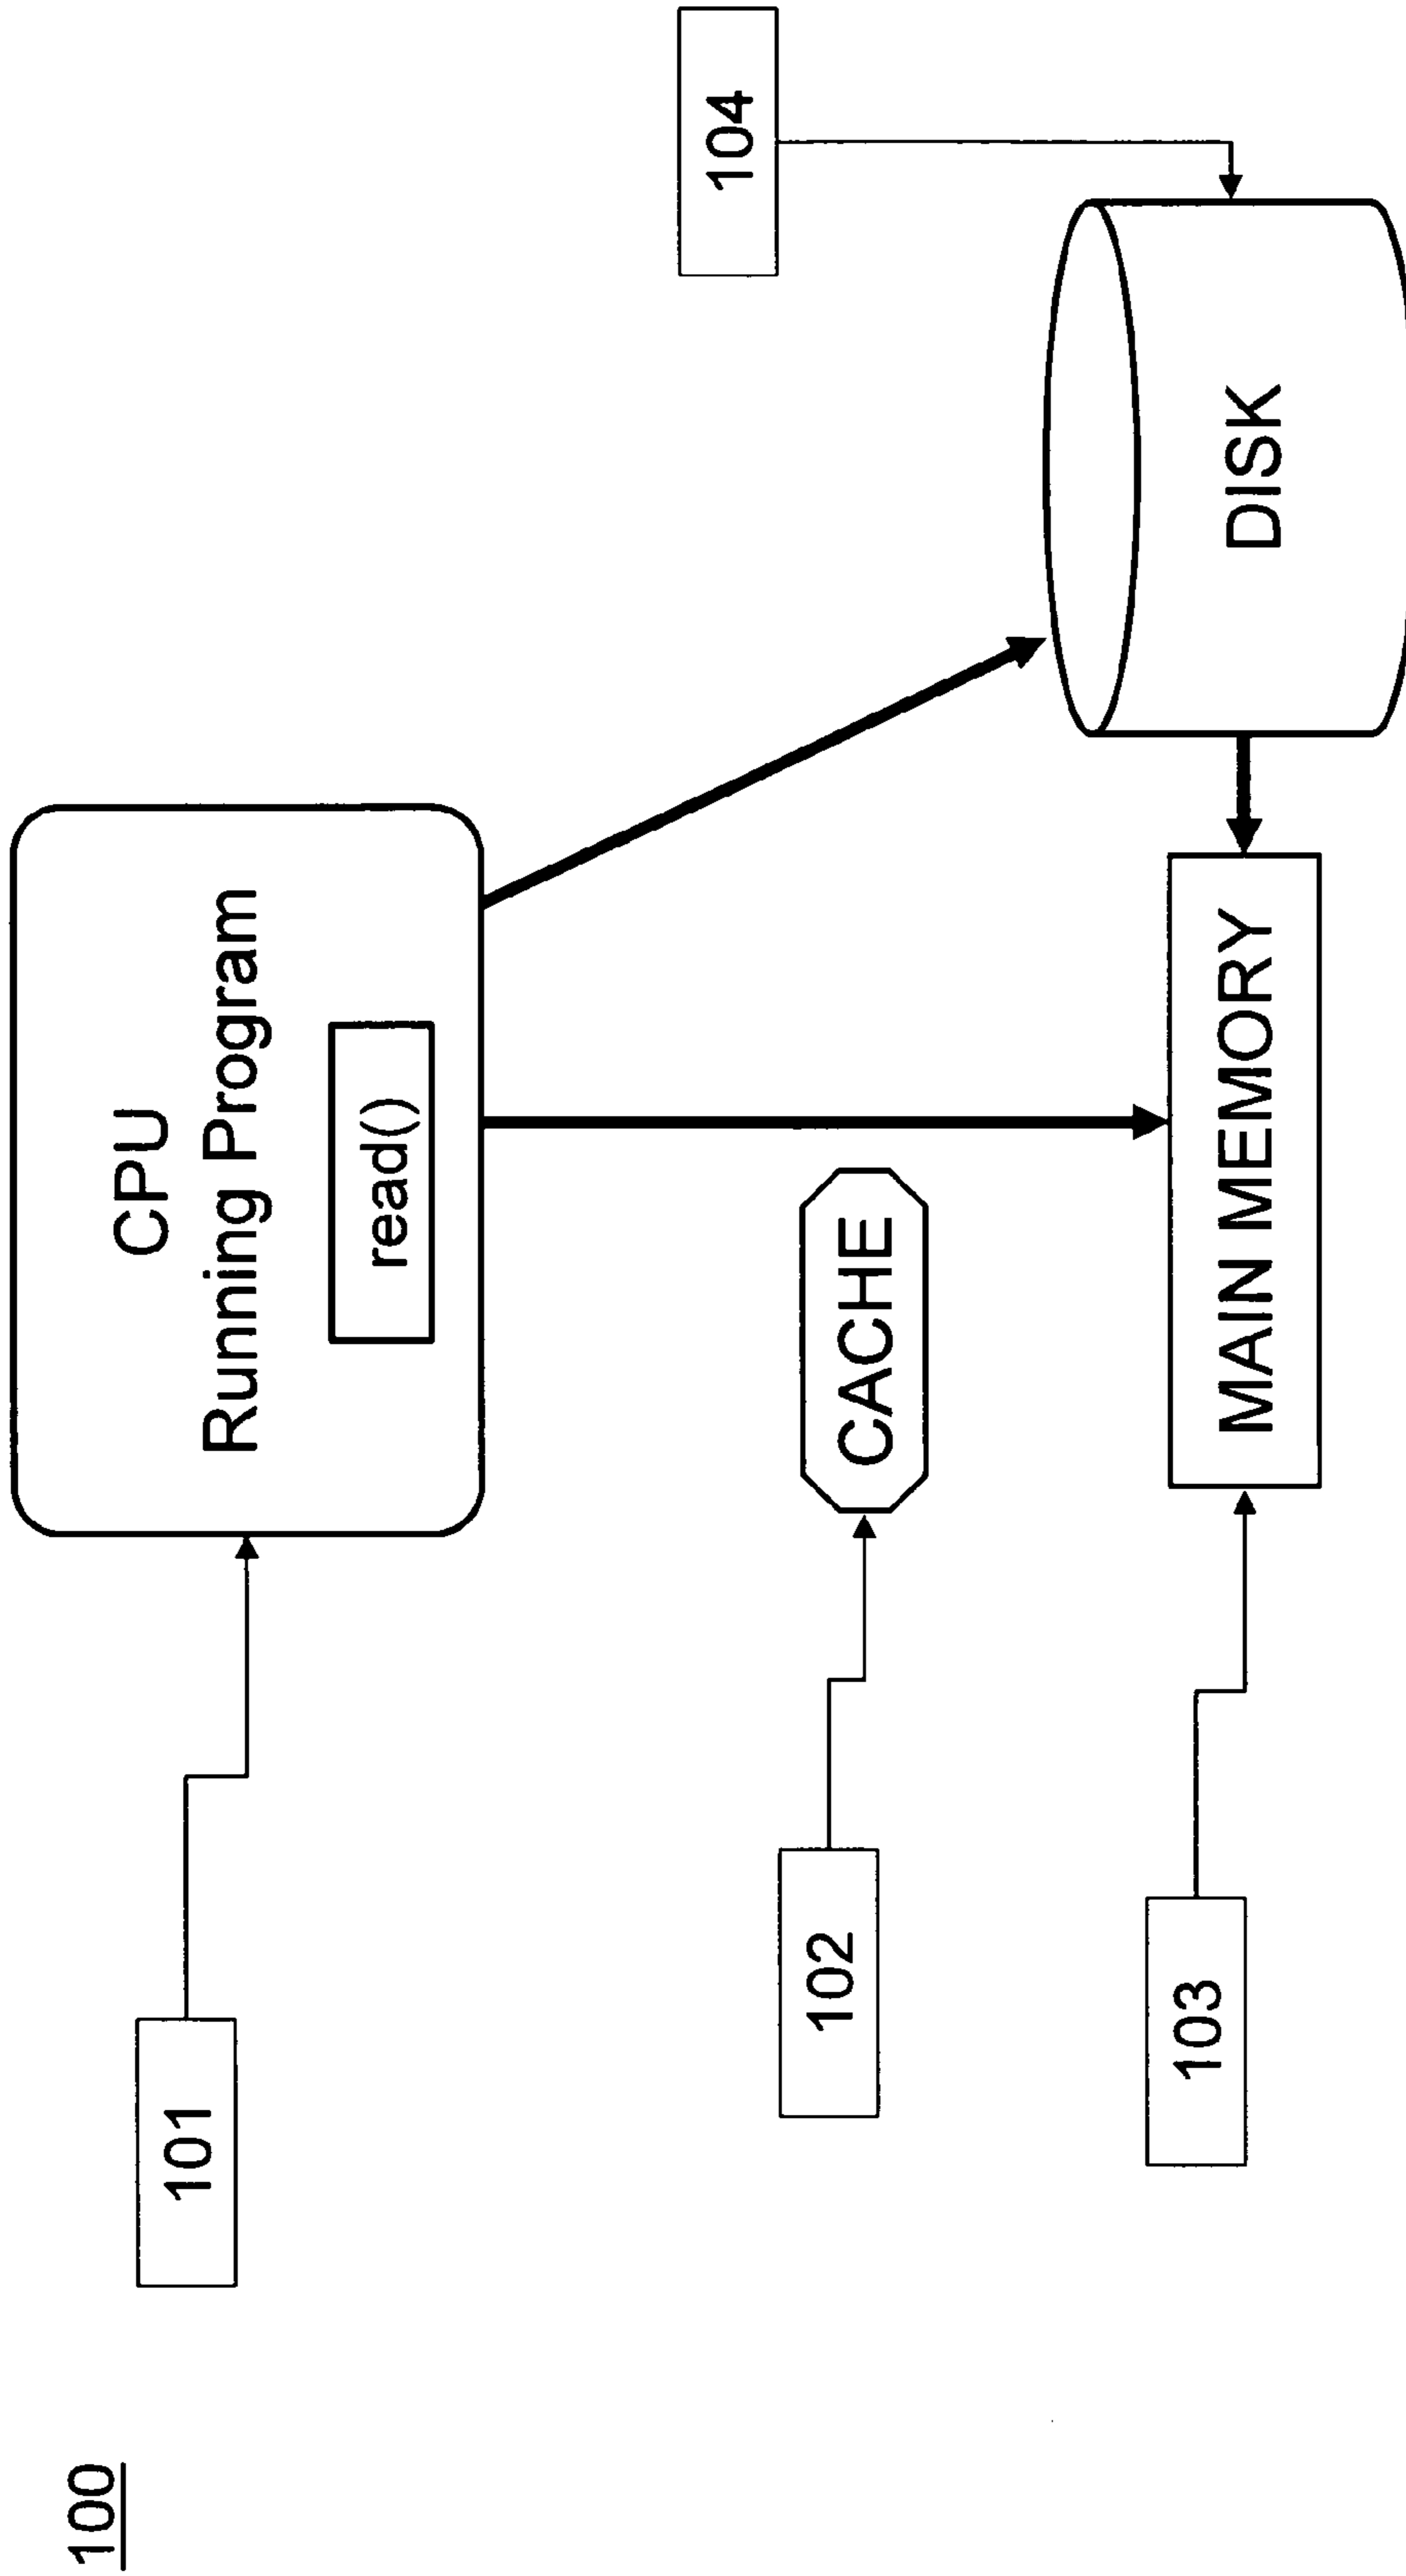 100
101
CPU
Running Program
read()
102
CACHE
104
103
MAIN MEMORY
DISK